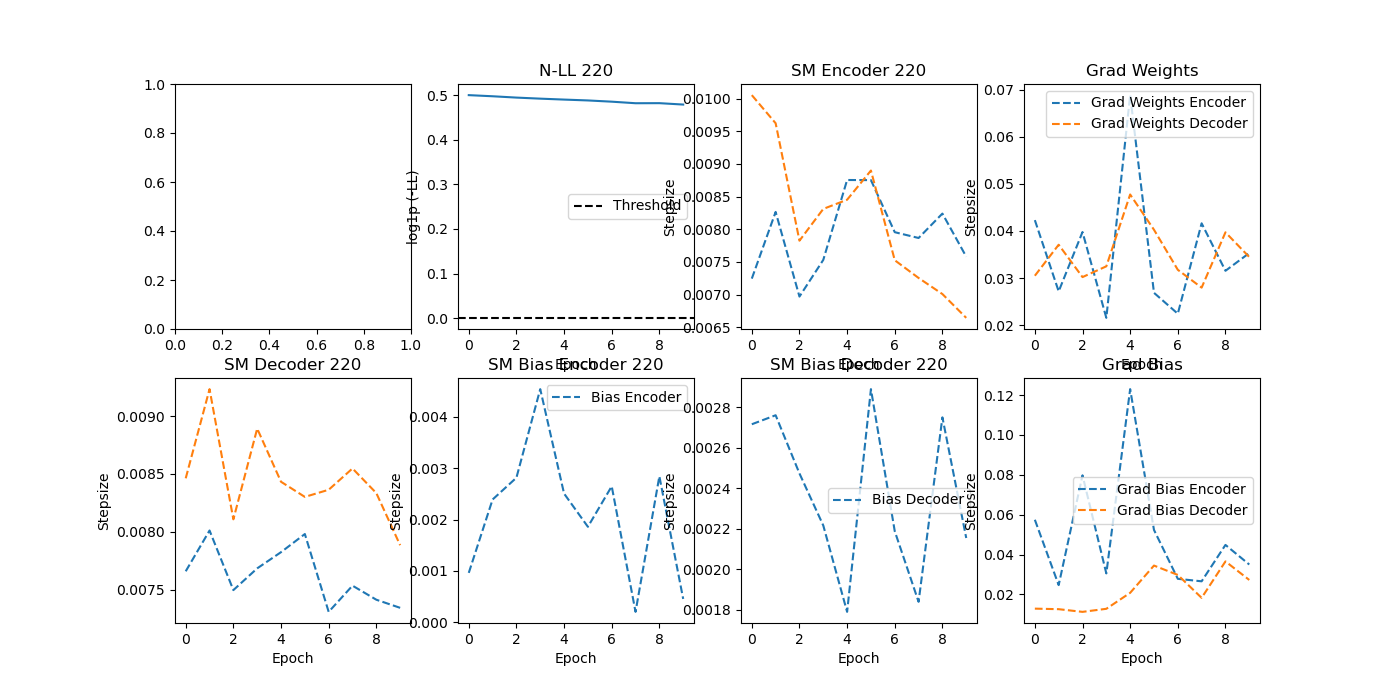 N-LL 220
SM Encoder 220
Grad Weights
1.0
0.8
0.6
0.4
0.2
0.0
0.0 0.2 0.4 0.6 0.8 1.0
log1p (-LL)
0.5
0.4
0.3
0.2
0.1
0.0
Threshold
0 2 4 6 8
Epoch
Stepsize
0.0100
0.0095
0.0090
0.0085
0.0080
0.0075
0.0070
0.0065
0 2 4 6 8
Epoch
Stepsize
0.07
0.06
0.05
0.04
0.03
0.02
Grad Weights Encoder
Grad Weights Decoder
0 2 4 6 8
Epoch
SM Decoder 220
SM Bias Encoder 220
SM Bias Decoder 220
Grad Bias
Stepsize
0.0090
0.0085
0.0080
0.0075
0 2 4 6 8
Epoch
Stepsize
0.004
0.003
0.002
0.001
0.000
Bias Encoder
0 2 4 6 8
Epoch
Stepsize
0.0028
0.0026
0.0024
0.0022
0.0020
0.0018
Bias Decoder
0 2 4 6 8
Epoch
Stepsize
0.12
0.10
0.08
0.06
0.04
0.02
Grad Bias Encoder
Grad Bias Decoder
0 2 4 6 8
Epoch